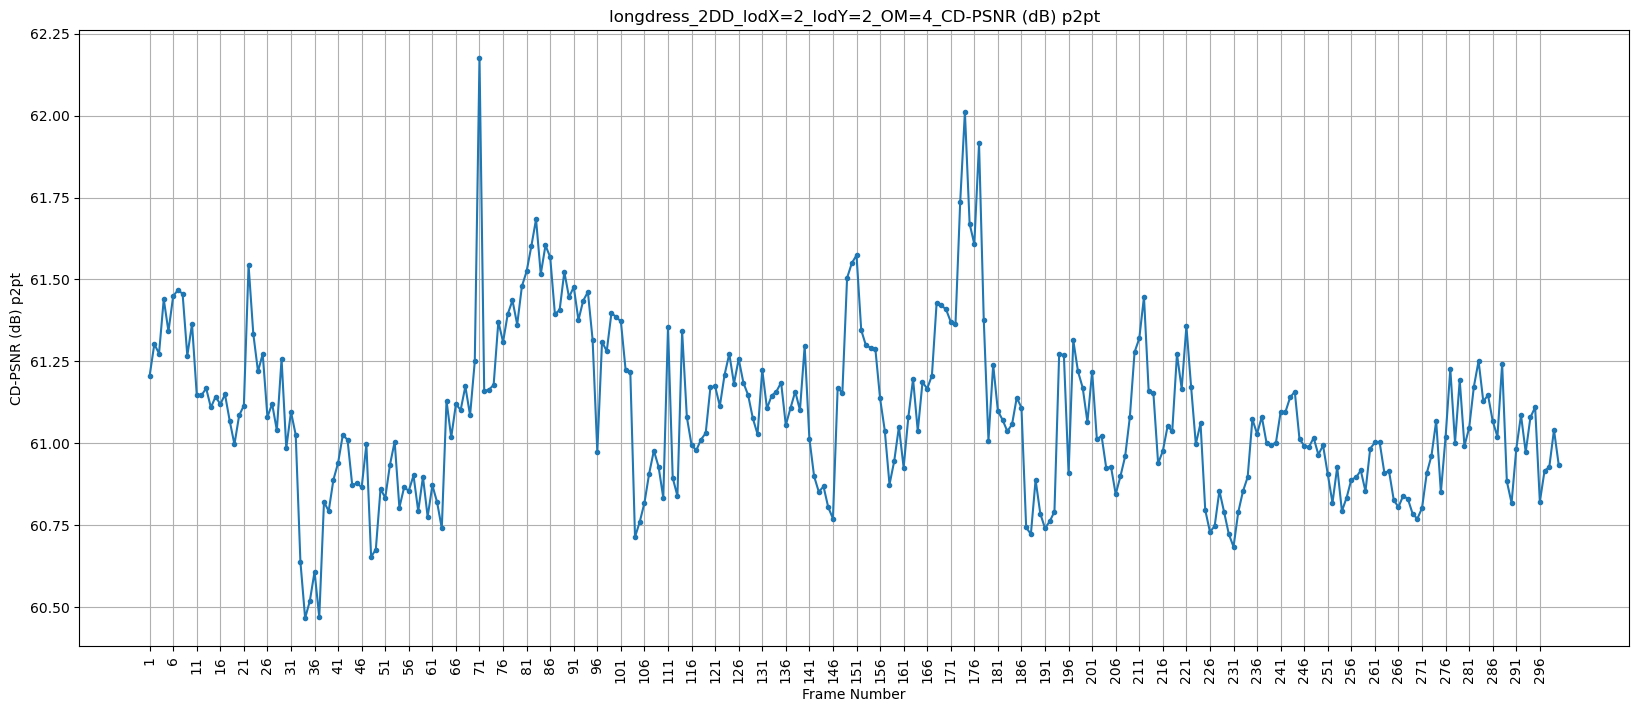 longdress_2DD_lodX=2_lodY=2_OM=4_CD-PSNR (dB) p2pt
CD-PSNR (dB) p2pt
62.25
62.00
61.75
61.50
61.25
61.00
60.75
60.50
1 6 11 16 21 26 31 36 41 46 51 56 61 66 71 76 81 86 91 96 101 106 111 116 121 126 131 136 141 146 151 156 161 166 171 176 181 186 191 196 201 206 211 216 221 226 231 236 241 246 251 256 261 266 271 276 281 286 291 296
Frame Number